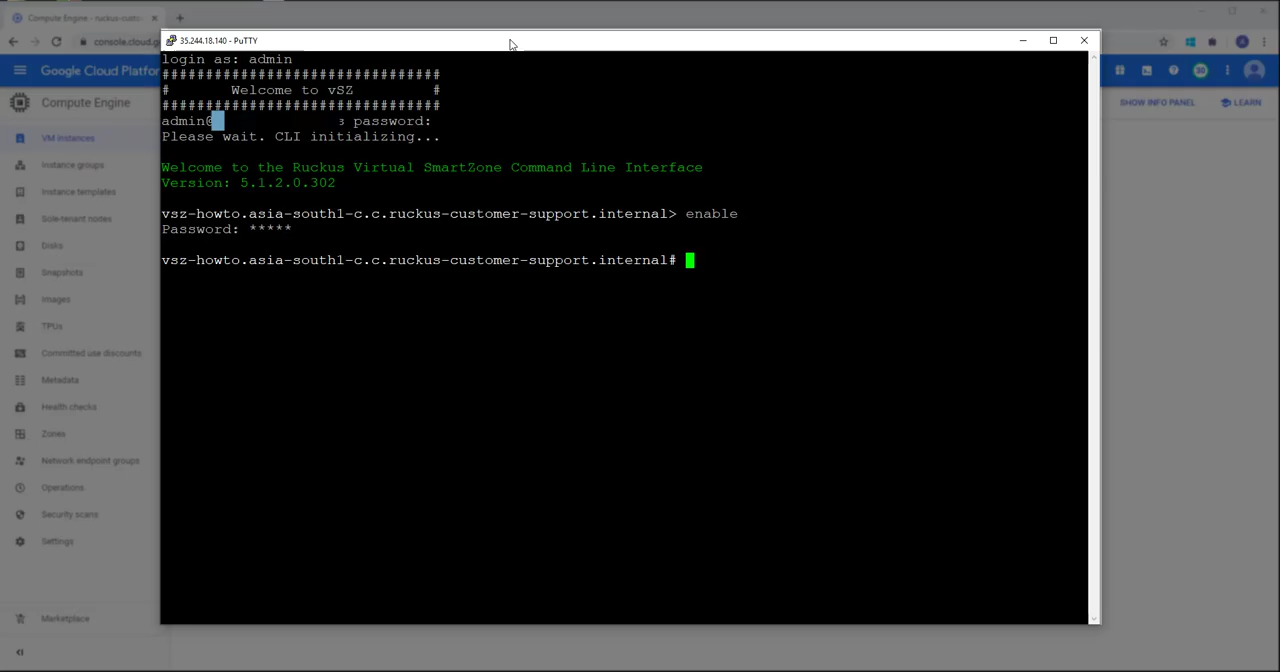 Compute Engine - ruckus-custo
console.cloud.g
Google Cloud Platfor
SHOW INFO PANEL
LEARN
Compute Engine
VM instances
Instance groups
Instance templates
Sole-tenant nodes
Disks
Snapshots
Images
TPUs
Committed use discounts
Metadata
Health checks
Zones
Network endpoint groups
Operations
Security scans
Settings
Marketplace
35.244.18.140 - PuTTY
login as: admin
################################
# Welcome to vSZ #
################################
admin@ s password:
Please wait. CLI initializing...
Welcome to the Ruckus Virtual SmartZone Command Line Interface
Version: 5.1.2.0.302
vsz-howto.asia-south1-c.c.ruckus-customer-support.internal> enable
Password: *****
vsz-howto.asia-south1-c.c.ruckus-customer-support.internal#